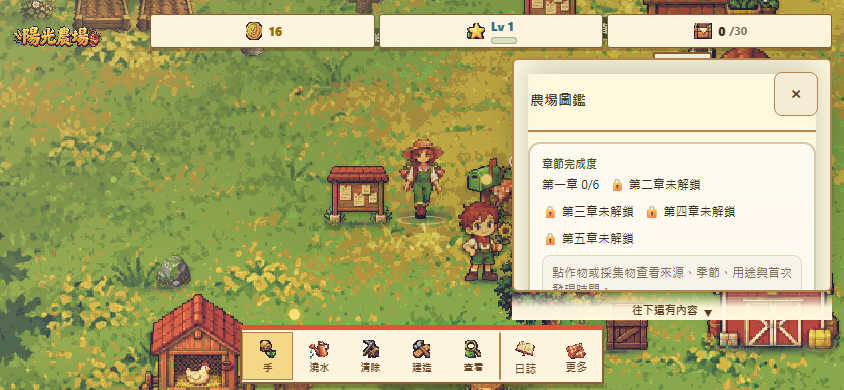 陽光農場
16
Lv 1
0 /30
農場圖鑑
×
章節完成度
第一章 0/6 第二章未解鎖
第三章未解鎖 第四章未解鎖
第五章未解鎖
點作物或採集物查看來源、季節、用途與首次
發現時間。
往下還有內容 ▼
手 澆水 清除 建造 查看 日誌 更多